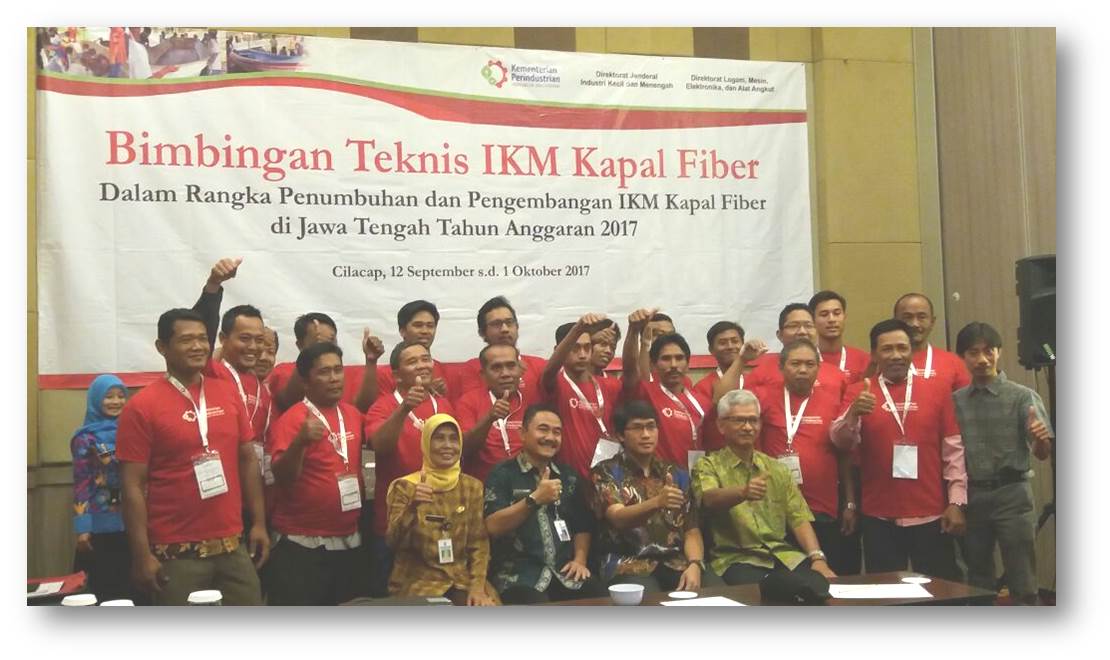 Kementerian
Perindustrian
REPUBLIK INDONESIA
Direktorat Jenderal
Industri Kecil dan Menengah
Direktorat Logam, Mesin,
Elektronika, dan Alat Angkut
Bimbingan Teknis IKM Kapal Fiber
Dalam Rangka Penumbuhan dan Pengembangan IKM Kapal Fiber
di Jawa Tengah Tahun Anggaran 2017
Cilacap, 12 September s.d. 1 Oktober 2017